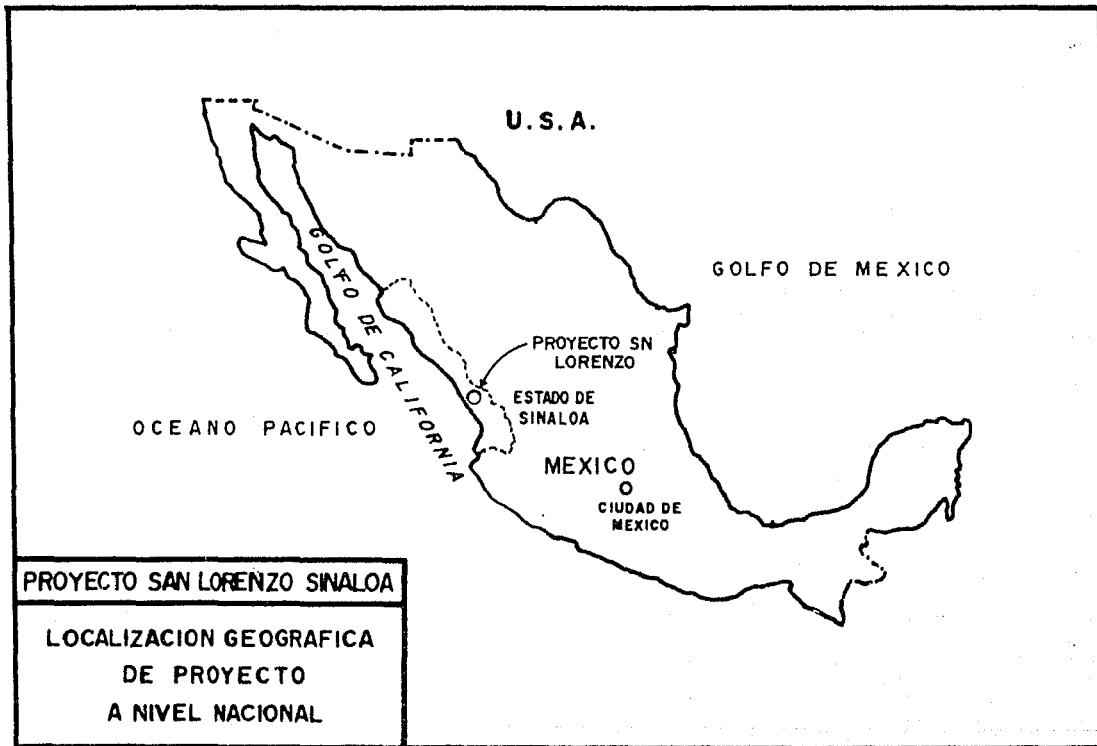 U.S.A.
GOLFO DE MEXICO
GOLFO DE CALIFORNIA
PROYECTO SN
LORENZO
ESTADO DE
SINALOA
OCEANO PACIFICO
MEXICO
CIUDAD DE
MEXICO
PROYECTO SAN LORENZO SINALOA
LOCALIZACION GEOGRAFICA
DE PROYECTO
A NIVEL NACIONAL